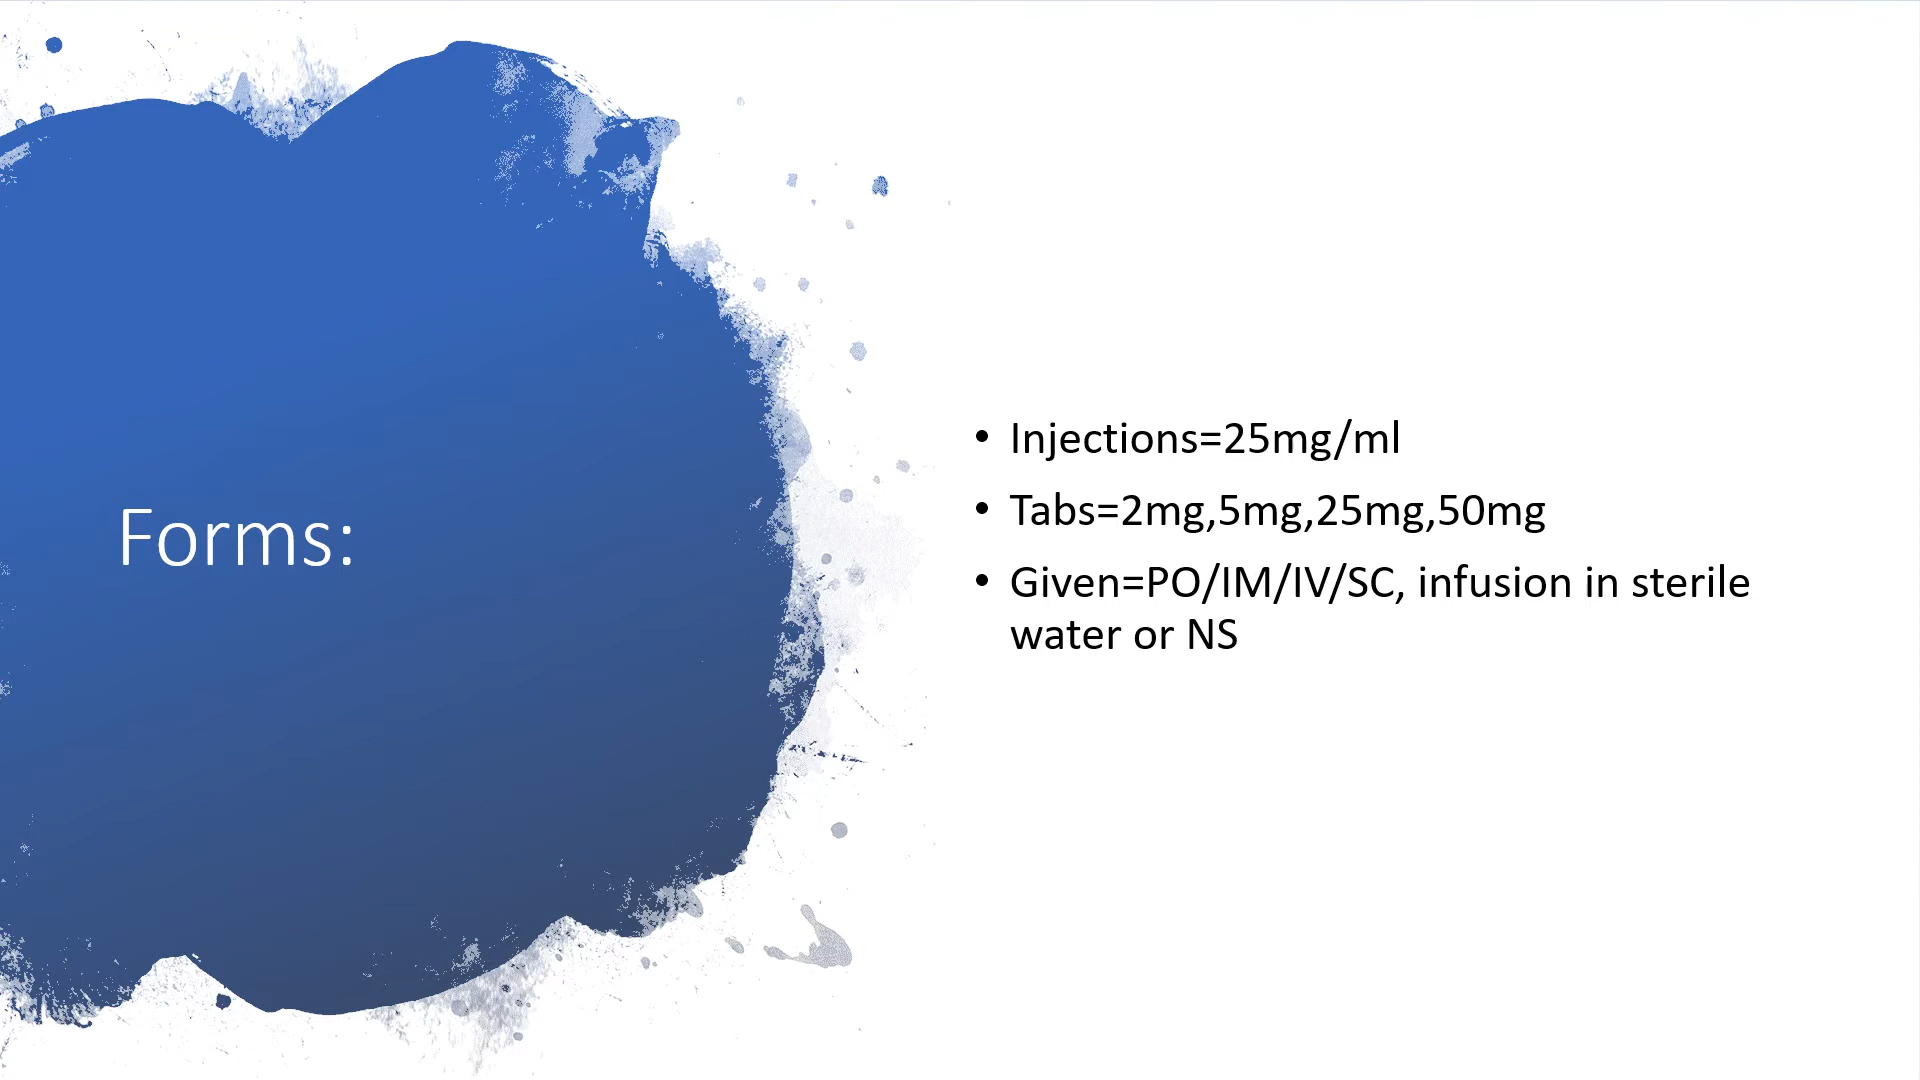 Forms:
• Injections=25mg/ml
• Tabs=2mg,5mg,25mg,50mg
• Given=PO/IM/IV/SC, infusion in sterile
water or NS